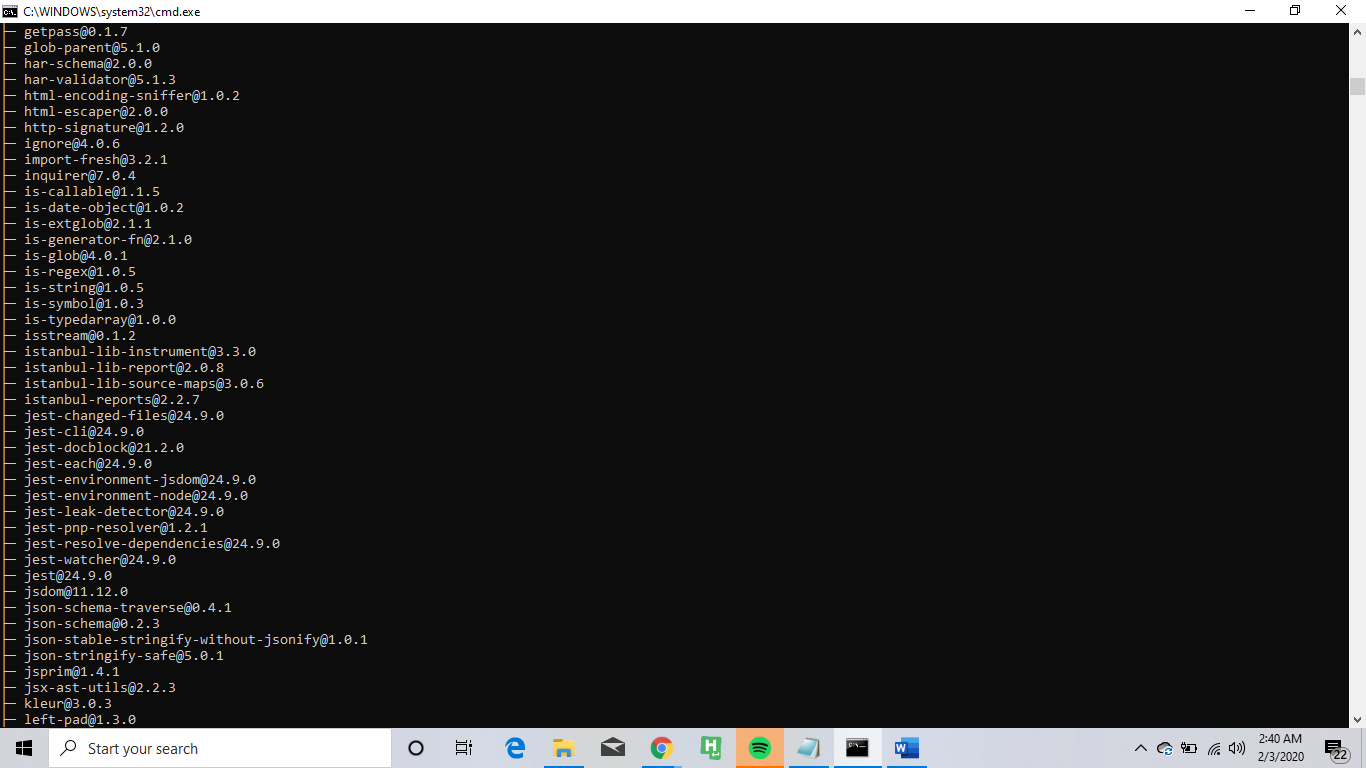 C:\WINDOWS\system32\cmd.exe
├─ getpass@0.1.7
├─ glob-parent@5.1.0
├─ har-schema@2.0.0
├─ har-validator@5.1.3
├─ html-encoding-sniffer@1.0.2
├─ html-escaper@2.0.0
├─ http-signature@1.2.0
├─ ignore@4.0.6
├─ import-fresh@3.2.1
├─ inquirer@7.0.4
├─ is-callable@1.1.5
├─ is-date-object@1.0.2
├─ is-extglob@2.1.1
├─ is-generator-fn@2.1.0
├─ is-glob@4.0.1
├─ is-regex@1.0.5
├─ is-string@1.0.5
├─ is-symbol@1.0.3
├─ is-typedarray@1.0.0
├─ isstream@0.1.2
├─ istanbul-lib-instrument@3.3.0
├─ istanbul-lib-report@2.0.8
├─ istanbul-lib-source-maps@3.0.6
├─ istanbul-reports@2.2.7
├─ jest-changed-files@24.9.0
├─ jest-cli@24.9.0
├─ jest-docblock@21.2.0
├─ jest-each@24.9.0
├─ jest-environment-jsdom@24.9.0
├─ jest-environment-node@24.9.0
├─ jest-leak-detector@24.9.0
├─ jest-pnp-resolver@1.2.1
├─ jest-resolve-dependencies@24.9.0
├─ jest-watcher@24.9.0
├─ jest@24.9.0
├─ jsdom@11.12.0
├─ json-schema-traverse@0.4.1
├─ json-schema@0.2.3
├─ json-stable-stringify-without-jsonify@1.0.1
├─ json-stringify-safe@5.0.1
├─ jsprim@1.4.1
├─ jsx-ast-utils@2.2.3
├─ kleur@3.0.3
├─ left-pad@1.3.0
Start your search
2:40 AM
2/3/2020
22